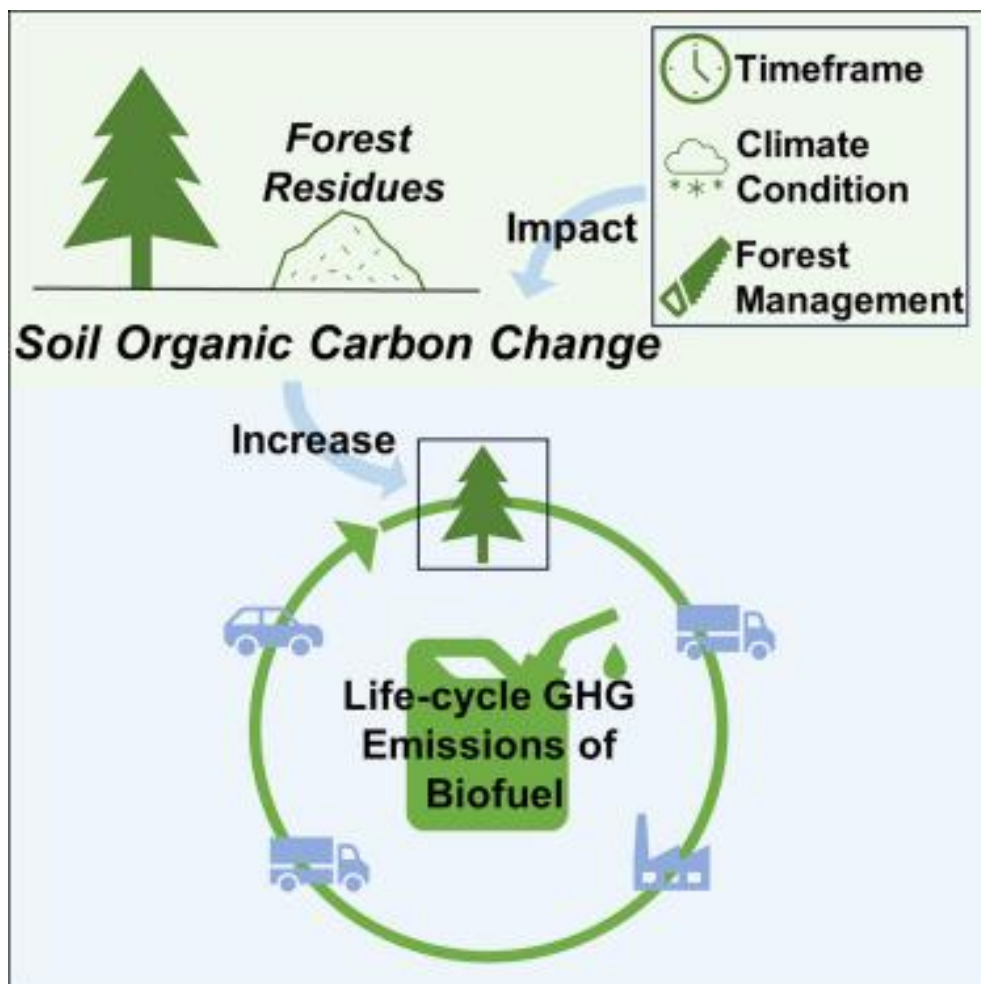 Forest
Residues
Timeframe
Climate
Condition
Forest
Management
Impact
Soil Organic Carbon Change
Increase
Life-cycle GHG
Emissions of
Biofuel